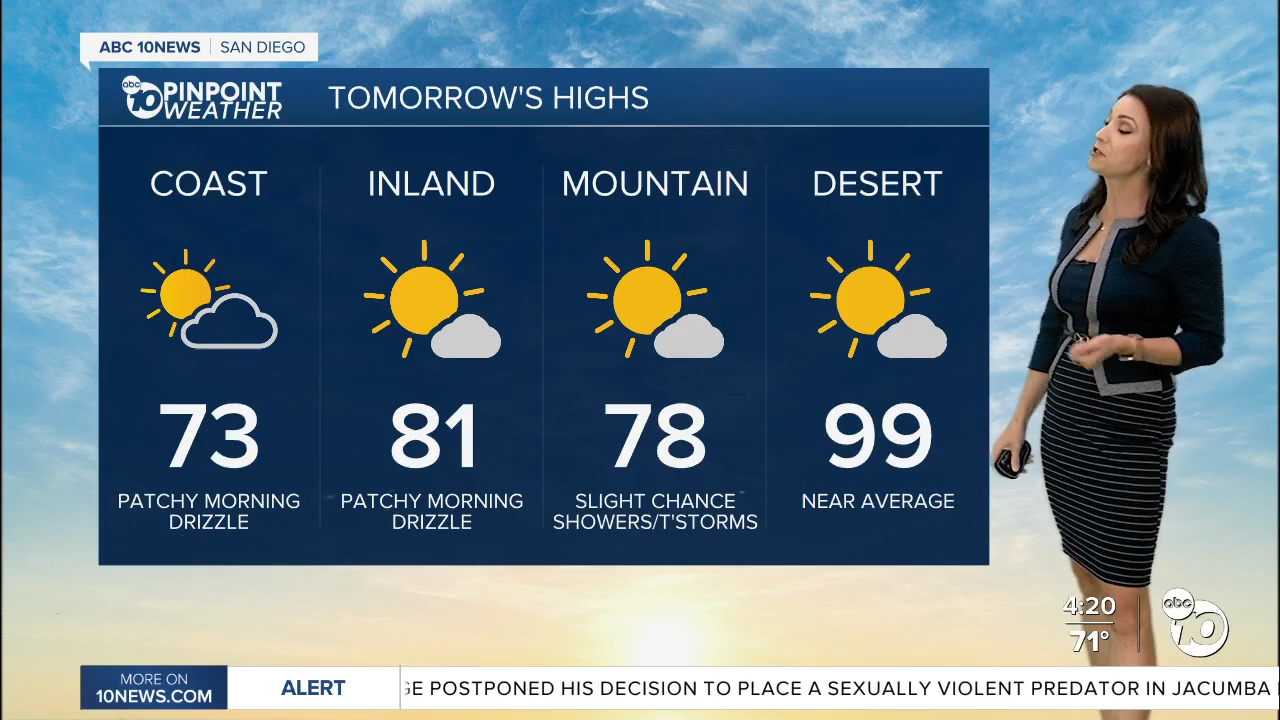 ABC 10NEWS | SAN DIEGO
abc 10 PINPOINT WEATHER
TOMORROW'S HIGHS
COAST
73
PATCHY MORNING
DRIZZLE
INLAND
81
PATCHY MORNING
DRIZZLE
MOUNTAIN
78
SLIGHT CHANCE
SHOWERS/T'STORMS
DESERT
99
NEAR AVERAGE
4:20
71°
abc 10
MORE ON
10NEWS.COM
ALERT
GE POSTPONED HIS DECISION TO PLACE A SEXUALLY VIOLENT PREDATOR IN JACUMBA